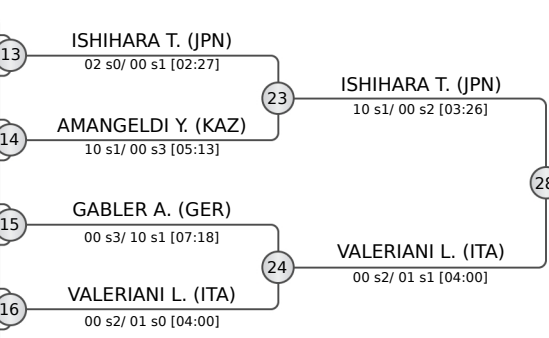 13
ISHIHARA T. (JPN)
02 s0/ 00 s1 [02:27]
23
ISHIHARA T. (JPN)
10 s1/ 00 s2 [03:26]
14
AMANGELDI Y. (KAZ)
10 s1/ 00 s3 [05:13]
28
15
GABLER A. (GER)
00 s3/ 10 s1 [07:18]
24
VALERIANI L. (ITA)
00 s2/ 01 s1 [04:00]
16
VALERIANI L. (ITA)
00 s2/ 01 s0 [04:00]